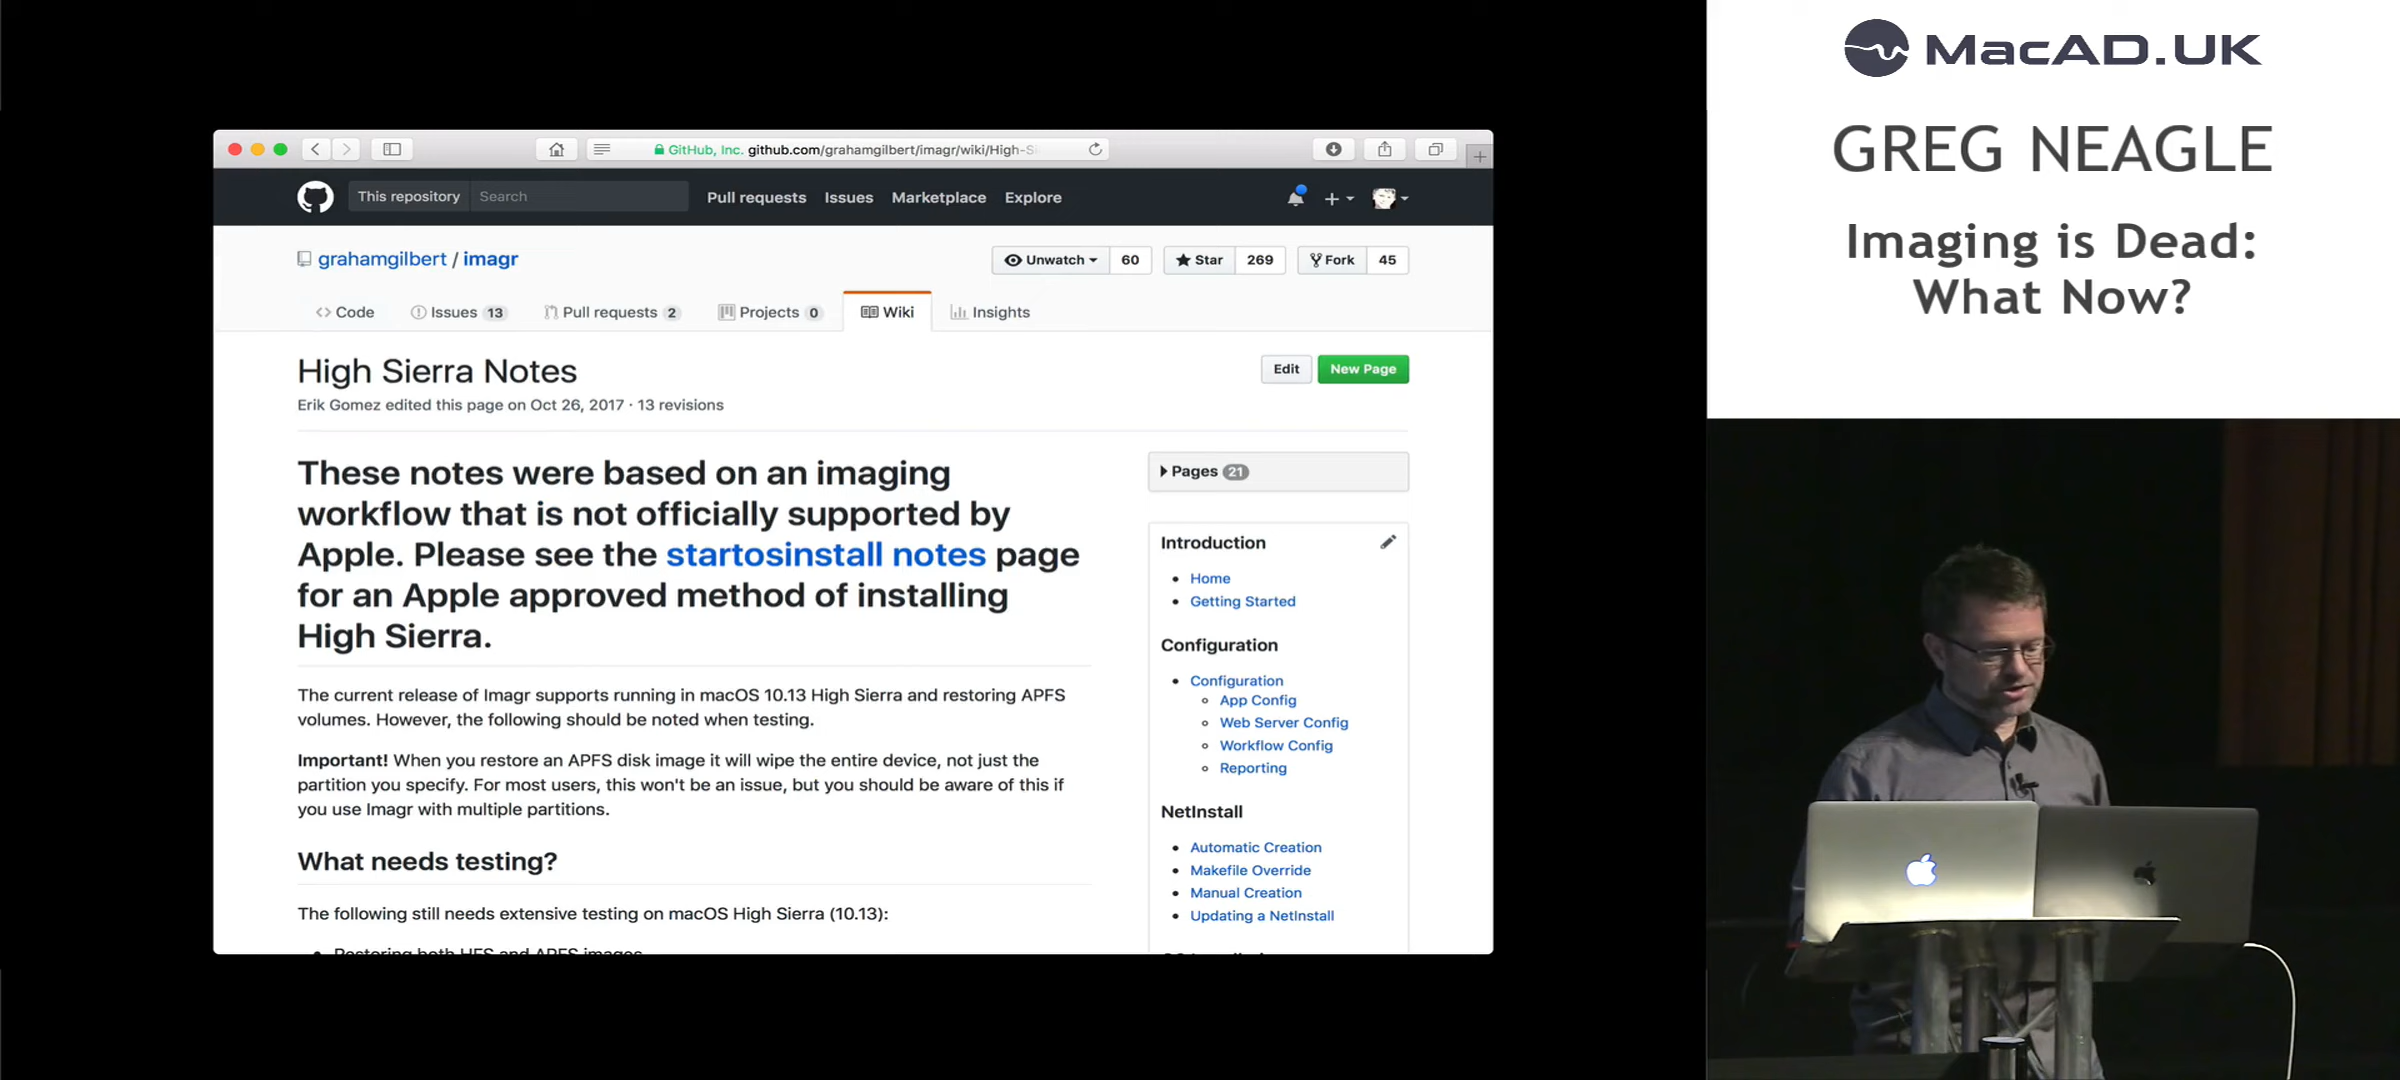 GitHub, Inc. github.com/grahamgilbert/imagr/wiki/High-S
This repository Search Pull requests Issues Marketplace Explore
grahamgilbert / imagr
Unwatch 60 Star 269 Fork 45
Code Issues 13 Pull requests 2 Projects 0 Wiki Insights
High Sierra Notes
Edit New Page
Erik Gomez edited this page on Oct 26, 2017 · 13 revisions
These notes were based on an imaging
workflow that is not officially supported by
Apple. Please see the startosinstall notes page
for an Apple approved method of installing
High Sierra.
The current release of Imagr supports running in macOS 10.13 High Sierra and restoring APFS
volumes. However, the following should be noted when testing.
Important! When you restore an APFS disk image it will wipe the entire device, not just the
partition you specify. For most users, this won't be an issue, but you should be aware of this if
you use Imagr with multiple partitions.
What needs testing?
The following still needs extensive testing on macOS High Sierra (10.13):
Restoring both HFS and APFS images
Pages 21
Introduction
Home
Getting Started
Configuration
Configuration
App Config
Web Server Config
Workflow Config
Reporting
NetInstall
Automatic Creation
Makefile Override
Manual Creation
Updating a NetInstall
MacAD.UK
GREG NEAGLE
Imaging is Dead:
What Now?